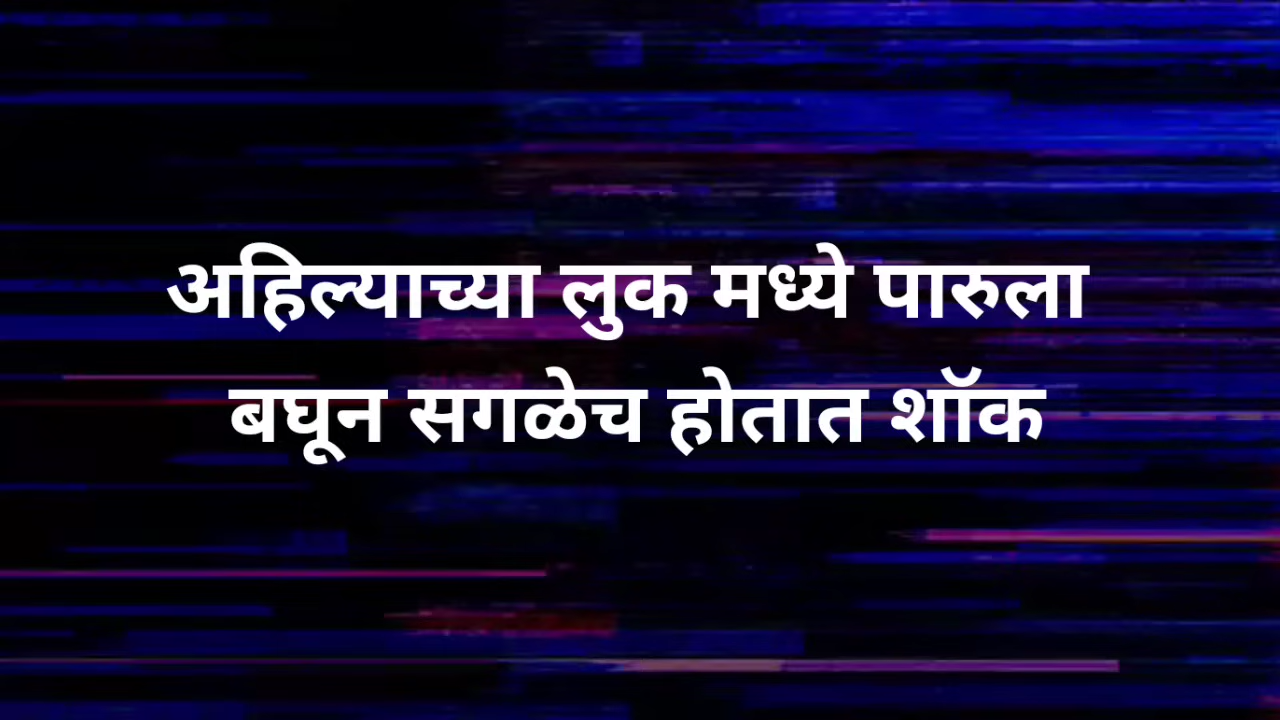 अहिल्याच्या लुक मध्ये पारुला
बघून सगळेच होतात शॉक